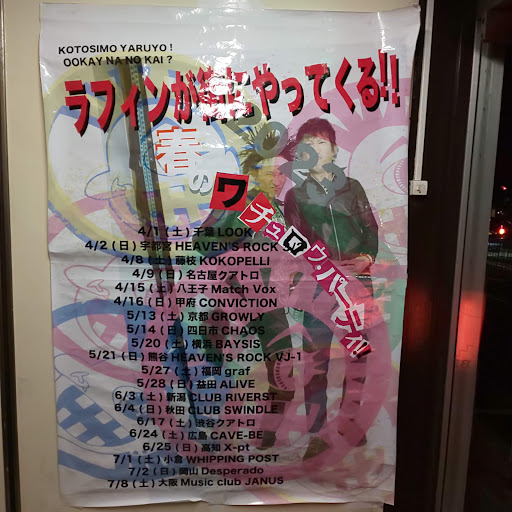 KOTOSIMO YARUYO!
OOKAY NA NO KAI?
ラフィンが街にやってくる!!
2023
春の
ワチュロウ・パーティ!!
4/1 (土) 千葉 LOOK
4/2 (日) 宇都宮 HEAVEN'S ROCK
4/8 (土) 藤枝 KOKOPELLI
4/9 (日) 名古屋クアトロ
4/15 (土) 八王子 Match Vox
4/16 (日) 甲府 CONVICTION
5/13 (土) 京都 GROWLY
5/14 (日) 四日市 CHAOS
5/20 (土) 横浜 BAYSIS
5/21 (日) 熊谷 HEAVEN'S ROCK VJ-1
5/27 (土) 福岡 graf
5/28 (日) 益田 ALIVE
6/3 (土) 新潟 CLUB RIVERST
6/4 (日) 秋田 CLUB SWINDLE
6/17 (土) 渋谷クアトロ
6/24 (土) 広島 CAVE-BE
6/25 (日) 高知 X-pt
7/1 (土) 小倉 WHIPPING POST
7/2 (日) 岡山 Desperado
7/8 (土) 大阪 Music club JANUS